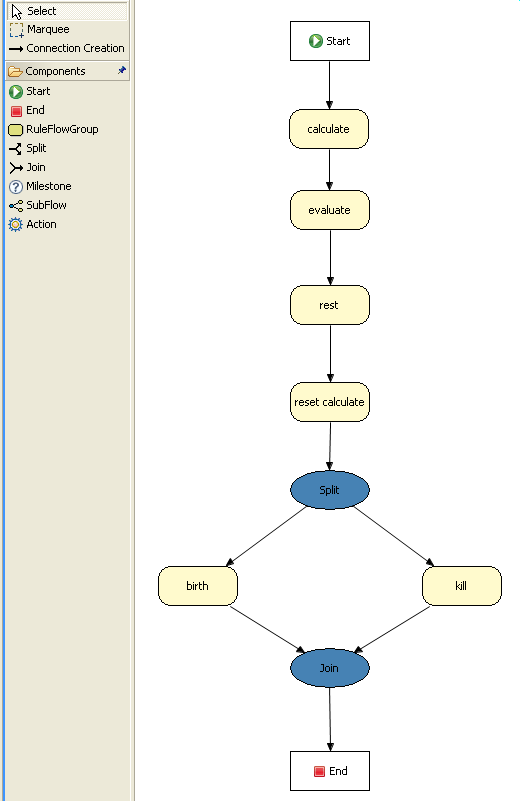 Select
Marquee
Connection Creation
Components
Start
End
RuleFlowGroup
Split
Join
Milestone
SubFlow
Action
Start
calculate
evaluate
rest
reset calculate
Split
birth
kill
Join
End